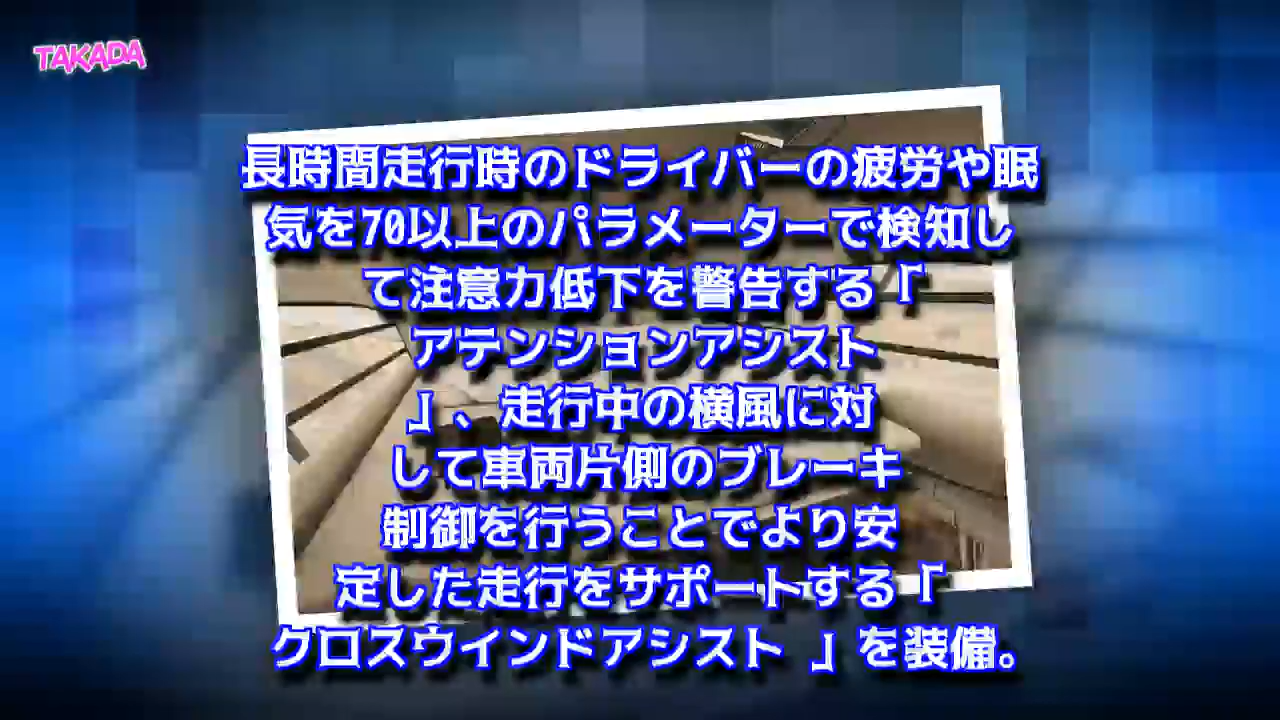 TAKADA
長時間走行時のドライバーの疲労や眠
気を70以上のパラメーターで検知し
て注意力低下を警告する「
アテンションアシスト
」、走行中の横風に対
して車両片側のブレーキ
制御を行うことでより安
定した走行をサポートする「
クロスウインドアシスト 」を装備。